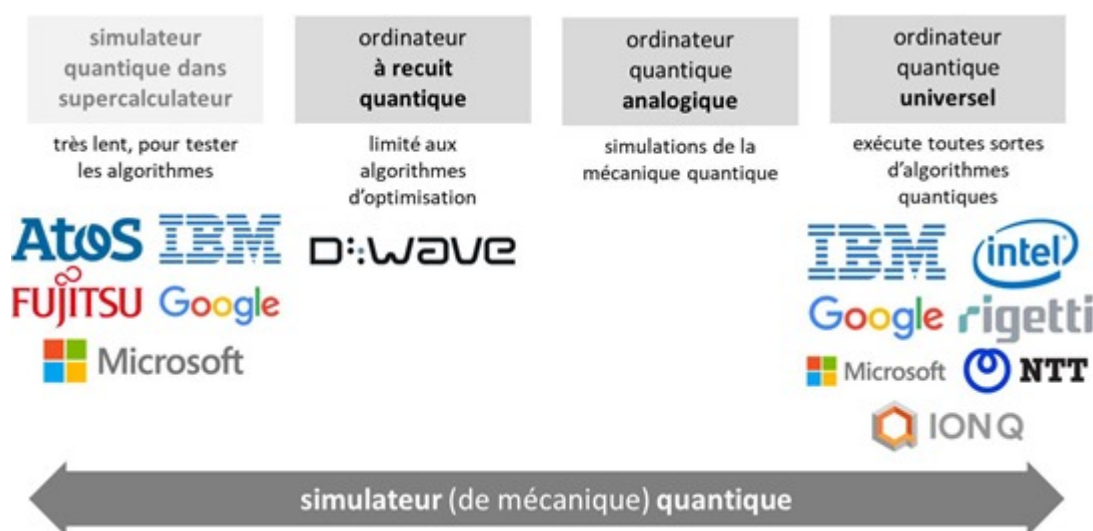 simulateur
quantique dans
supercalculateur
très lent, pour tester
les algorithmes
Atos IBM
FUJITSU Google
Microsoft
ordinateur
à recuit
quantique
limité aux
algorithmes
d'optimisation
D:wave
ordinateur
quantique
analogique
simulations de la
mécanique quantique
ordinateur
quantique
universel
exécute toutes sortes
d'algorithmes
quantiques
IBM intel
Google rigetti
Microsoft NTT
IONQ
simulateur (de mécanique) quantique